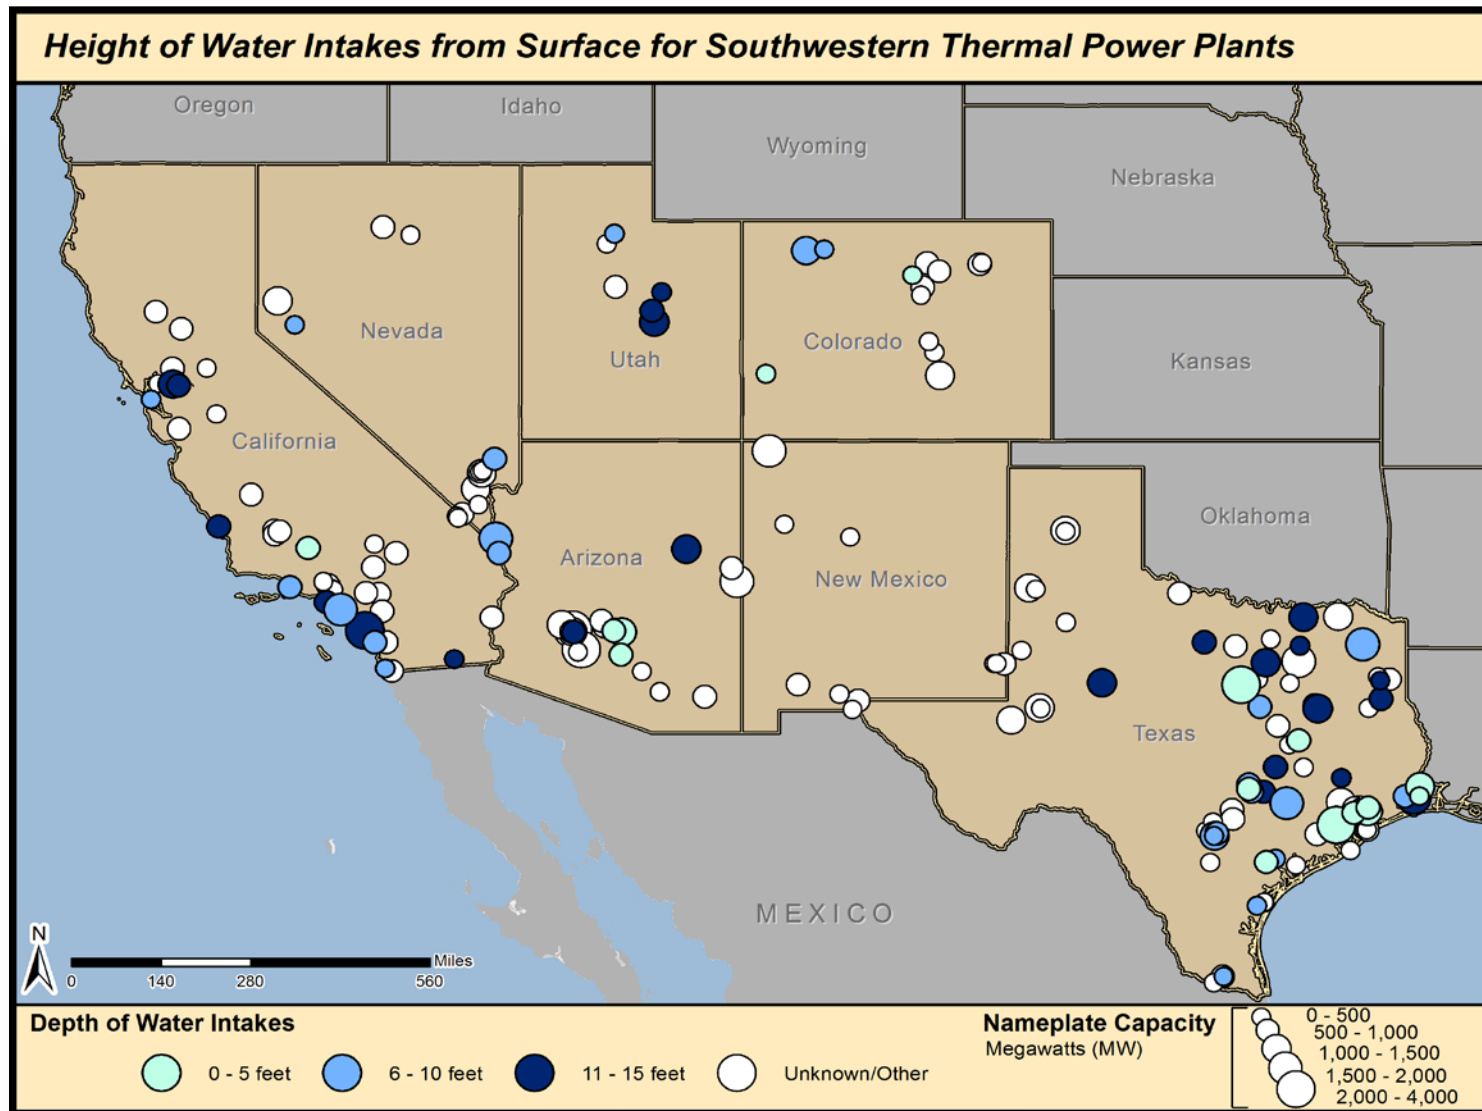 Height of Water Intakes from Surface for Southwestern Thermal Power Plants
Oregon
Idaho
Wyoming
Nebraska
Nevada
Utah
Colorado
Kansas
California
Arizona
New Mexico
Oklahoma
Texas
MEXICO
N
Miles
0 140 280 560
Depth of Water Intakes
0 - 5 feet 6 - 10 feet 11 - 15 feet Unknown/Other
Nameplate Capacity
Megawatts (MW)
0 - 500
500 - 1,000
1,000 - 1,500
1,500 - 2,000
2,000 - 4,000